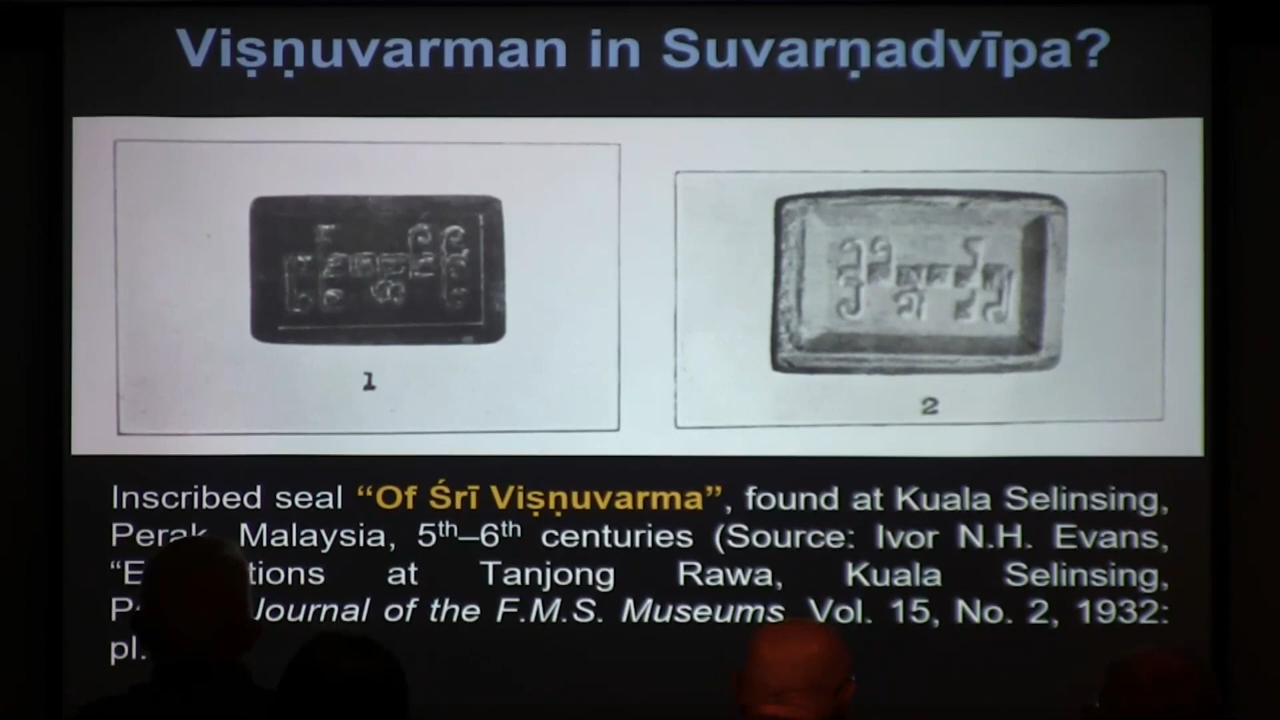 Viṣṇuvarman in Suvarṇadvīpa?
1
2
Inscribed seal “Of Śrī Viṣṇuvarma”, found at Kuala Selinsing,
Perak, Malaysia, 5th–6th centuries (Source: Ivor N.H. Evans,
at Tanjong Rawa, Kuala Selinsing,
Journal of the F.M.S. Museums Vol. 15, No. 2, 1932:
pl.